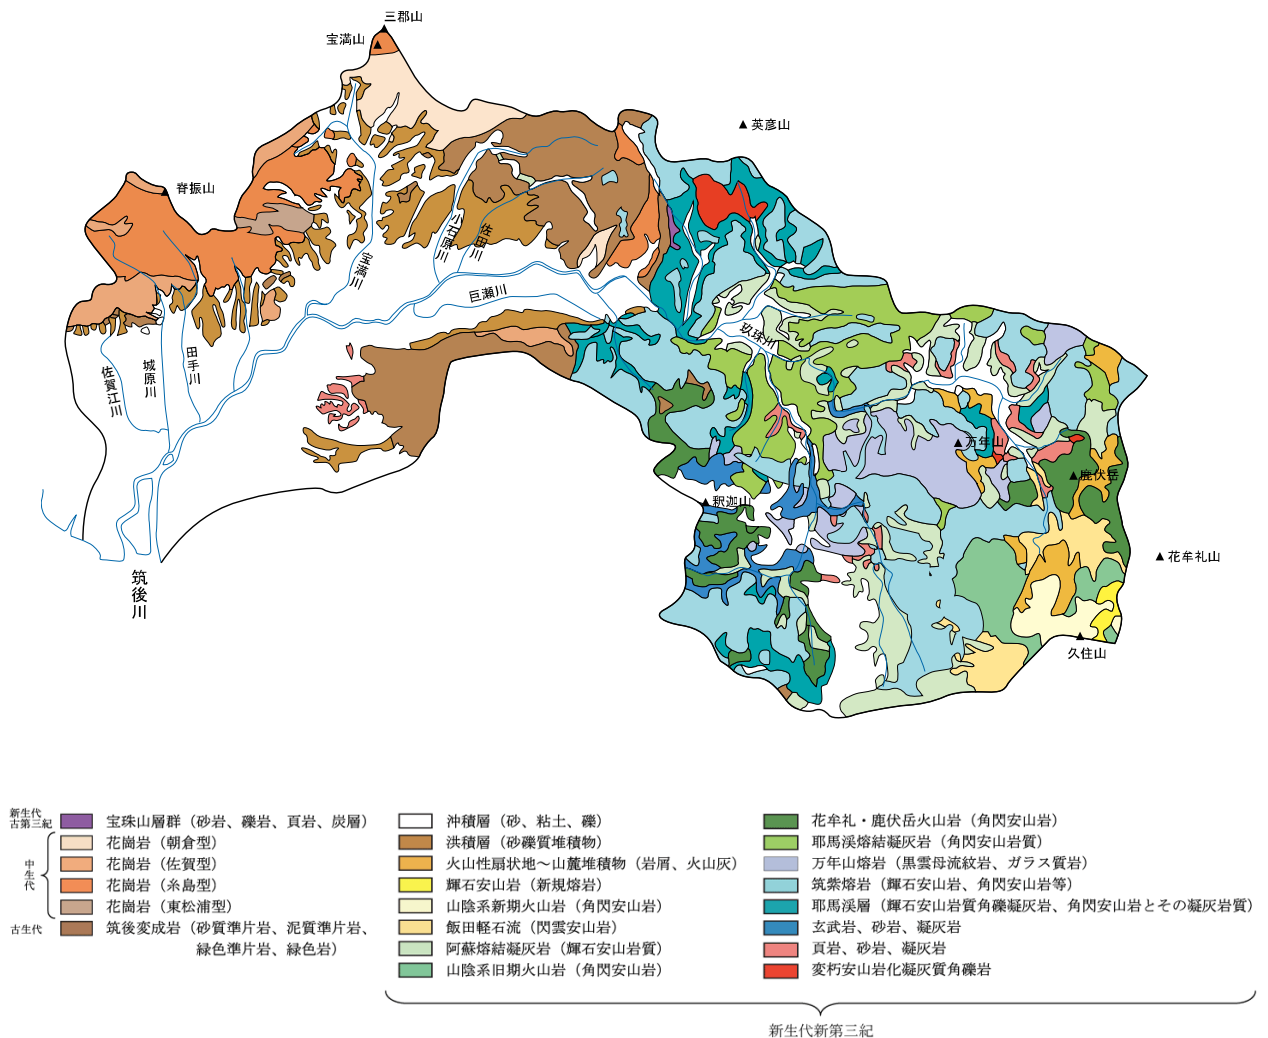 三郡山
宝満山
英彦山
脊振山
小石原川
佐田川
宝満川
巨瀬川
玖珠川
田手川
城原川
佐賀江川
万年山
鹿伏岳
釈迦山
花牟礼山
筑後川
久住山
新生代
古第三紀
宝珠山層群（砂岩、礫岩、頁岩、炭層）
中生代
花崗岩（朝倉型）
花崗岩（佐賀型）
花崗岩（糸島型）
花崗岩（東松浦型）
古生代
筑後変成岩（砂質準片岩、泥質準片岩、
緑色準片岩、緑色岩）
沖積層（砂、粘土、礫）
洪積層（砂礫質堆積物）
火山性扇状地～山麓堆積物（岩屑、火山灰）
輝石安山岩（新規熔岩）
山陰系新期火山岩（角閃安山岩）
飯田軽石流（閃雲安山岩）
阿蘇熔結凝灰岩（輝石安山岩質）
山陰系旧期火山岩（角閃安山岩）
花牟礼・鹿伏岳火山岩（角閃安山岩）
耶馬渓熔結凝灰岩（角閃安山岩質）
万年山熔岩（黒雲母流紋岩、ガラス質岩）
筑紫熔岩（輝石安山岩、角閃安山岩等）
耶馬渓層（輝石安山岩質角礫凝灰岩、角閃安山岩とその凝灰岩質）
玄武岩、砂岩、凝灰岩
頁岩、砂岩、凝灰岩
変朽安山岩化凝灰質角礫岩
新生代新第三紀